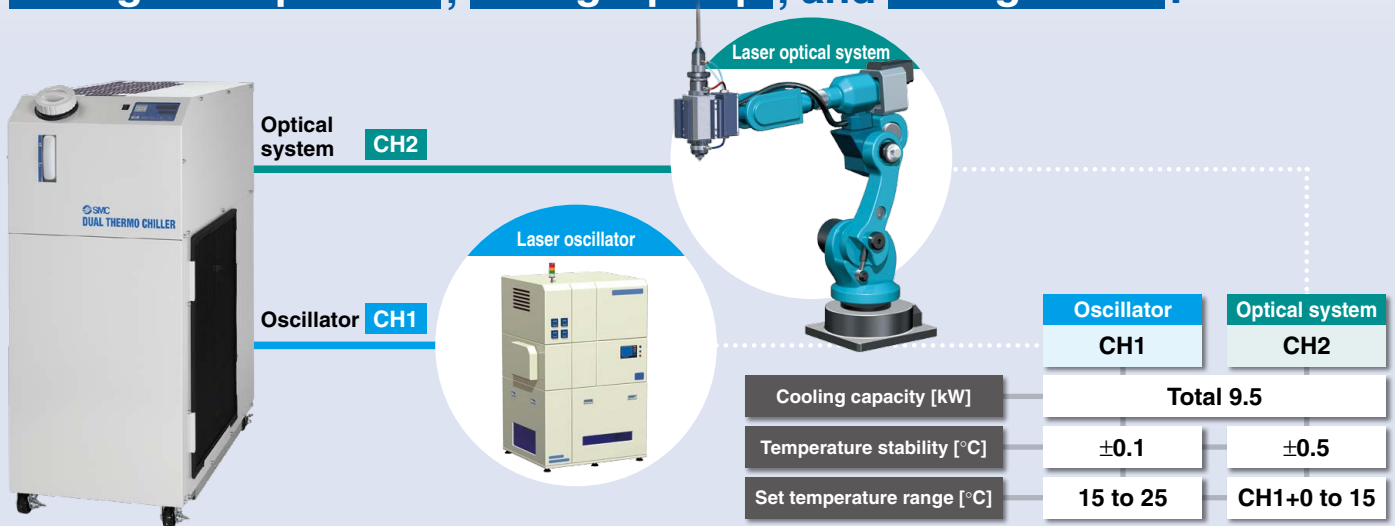 Laser optical system
Optical
system CH2
SMC
DUAL THERMO CHILLER
Laser oscillator
Oscillator CH1
Oscillator Optical system
CH1 CH2
Cooling capacity [kW] Total 9.5
Temperature stability [°C] ±0.1 ±0.5
Set temperature range [°C] 15 to 25 CH1+0 to 15